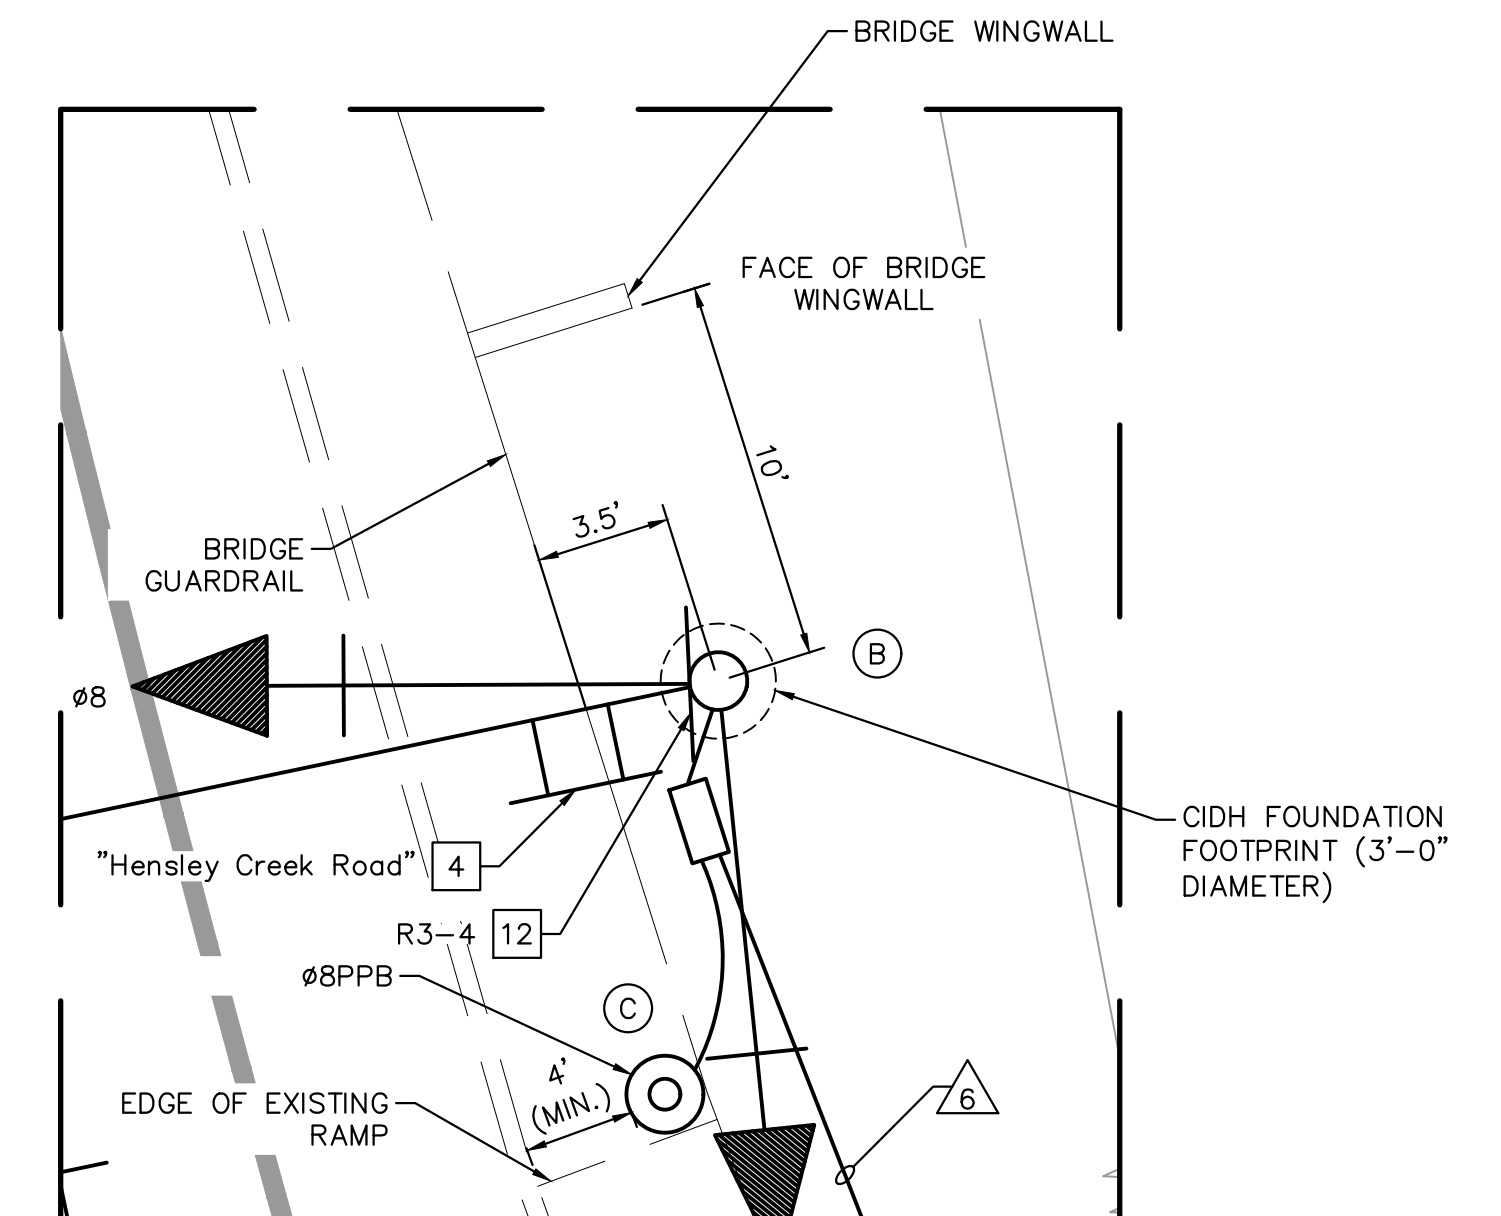 BRIDGE WINGWALL
FACE OF BRIDGE
WINGWALL
10'
3.5'
BRIDGE
GUARDRAIL
B
ø8
CIDH FOUNDATION
FOOTPRINT (3'-0"
DIAMETER)
"Hensley Creek Road" 4
R3-4 12
ø8PPB
C
4'
(MIN.)
6
EDGE OF EXISTING
RAMP